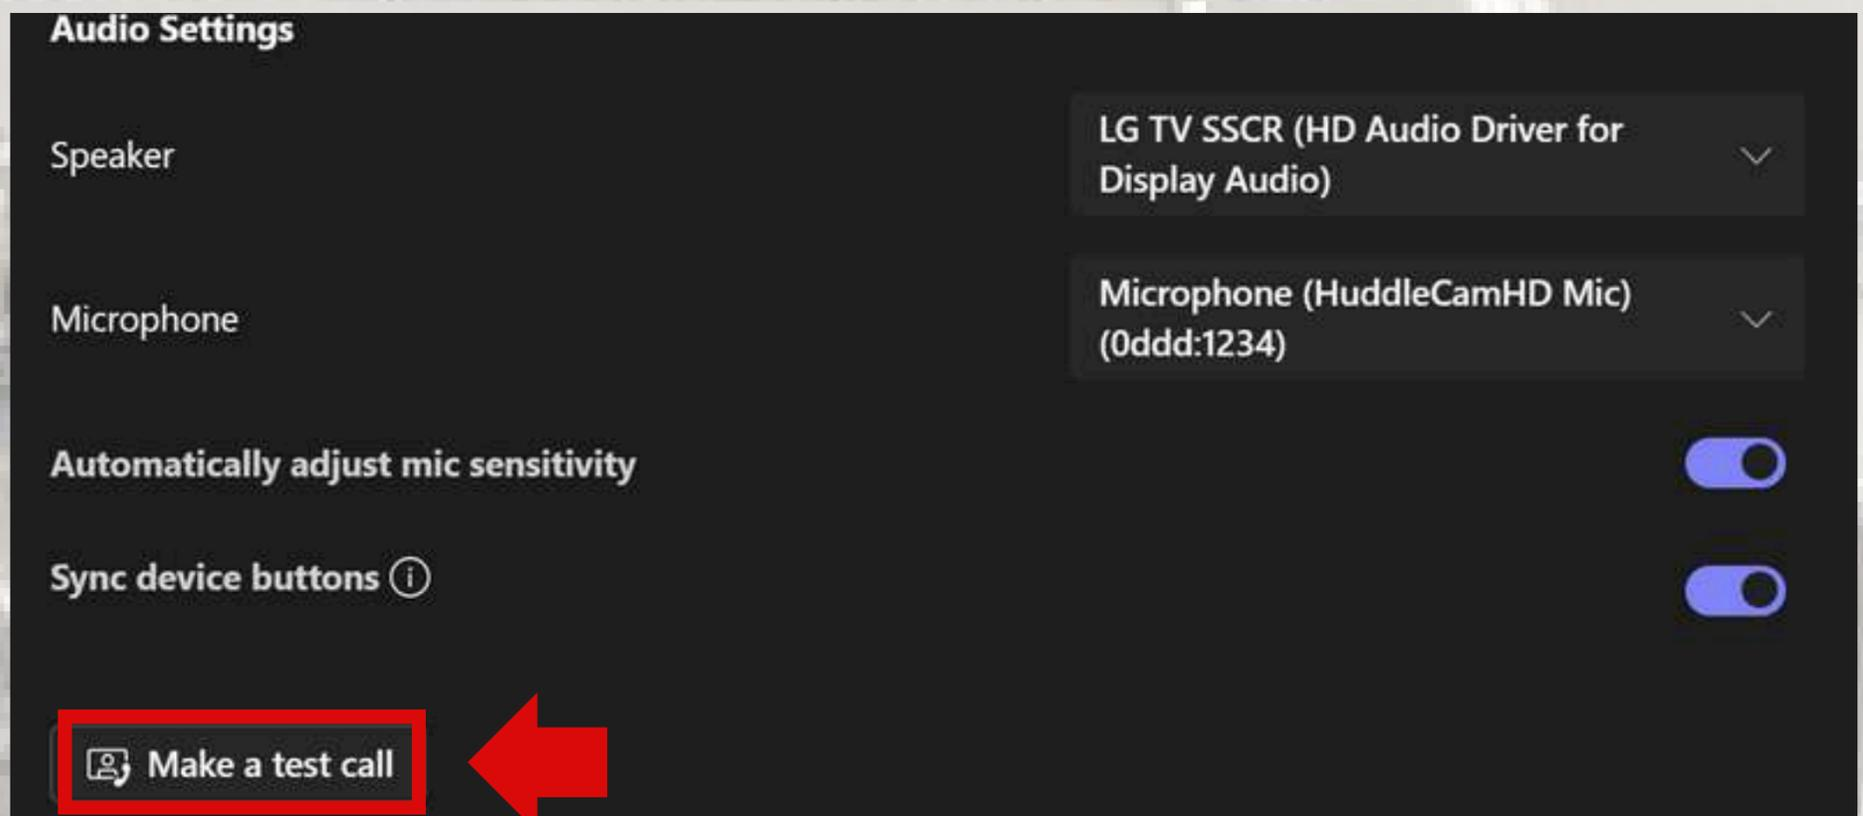 Audio Settings
Speaker
LG TV SSCR (HD Audio Driver for
Display Audio)
Microphone
Microphone (HuddleCamHD Mic)
(0ddd:1234)
Automatically adjust mic sensitivity
Sync device buttons
Make a test call